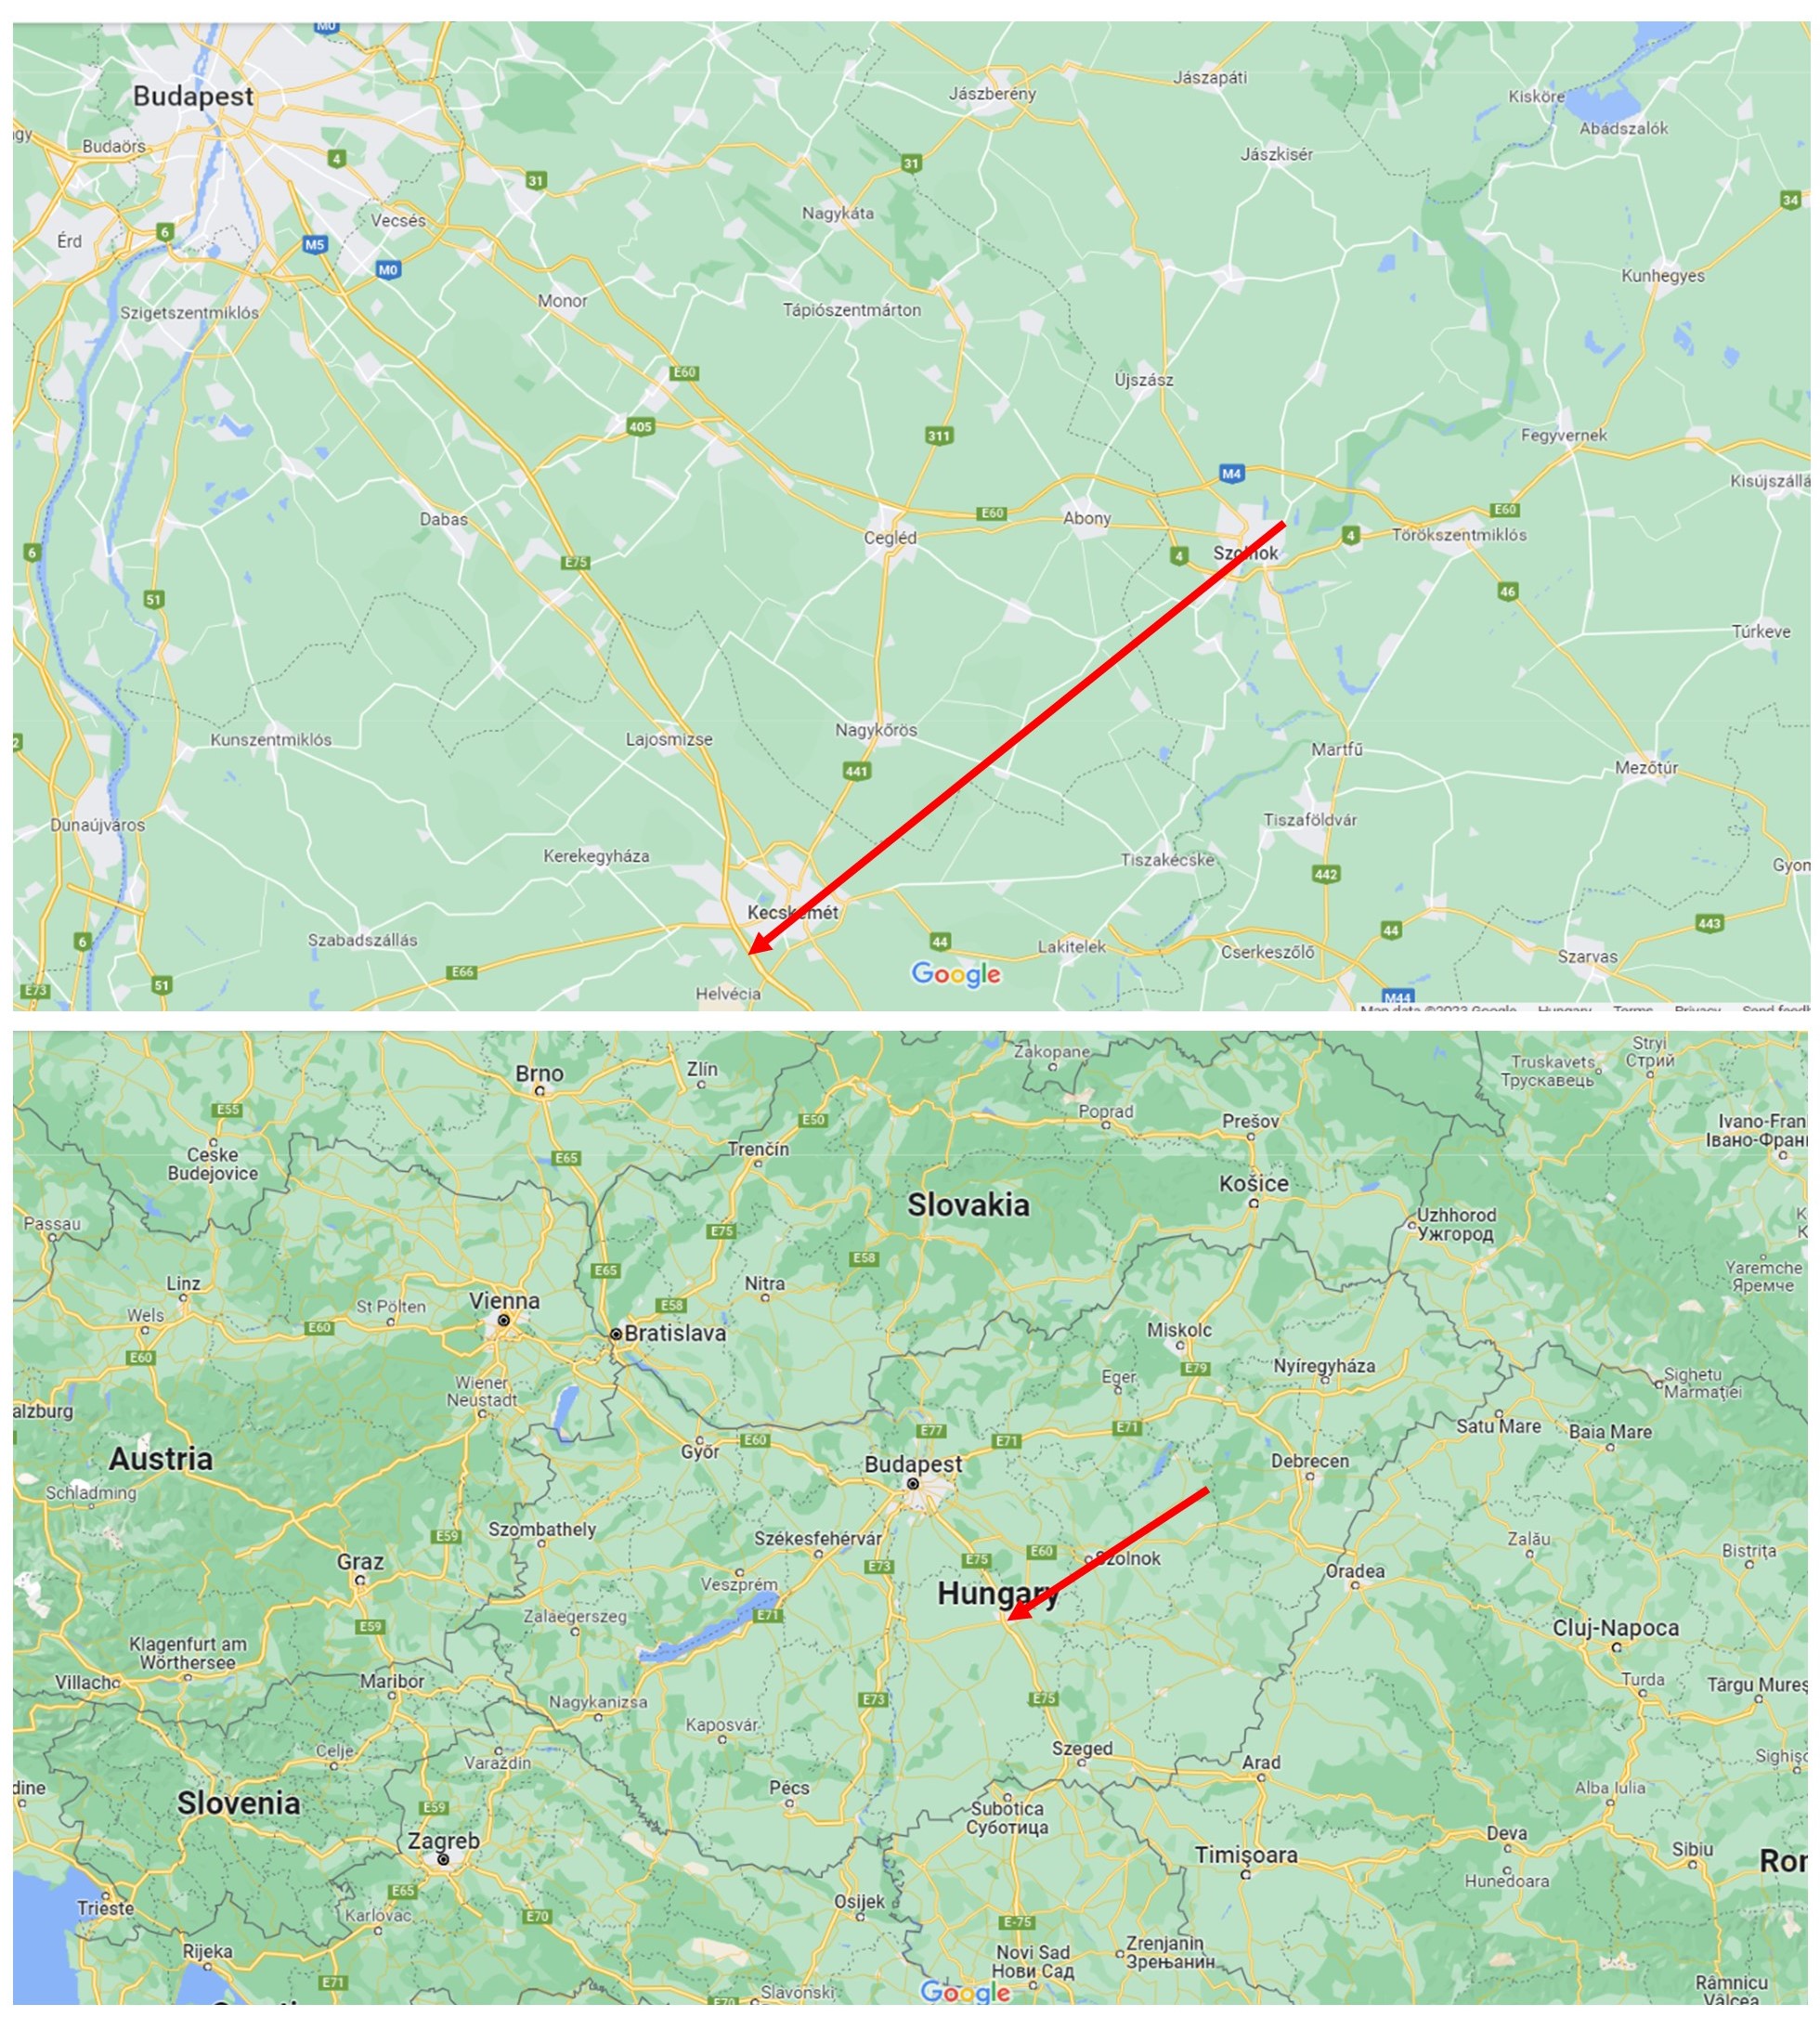 M0
Budapest
Jászberény
Jászapáti
Kisköre
Abádszalók
gy
Budaörs
4
31
31
Jászkisér
34
Vecsés
Nagykáta
Érd
6
M5
M0
Kunhegyes
Monor
Tápiószentmárton
Szigetszentmiklós
E60
Újszász
405
311
Fegyvernek
M4
Kisújszállá
Dabas
E60
Abony
E60
Cegléd
4
Szolnok
4
Törökszentmiklós
6
E75
51
46
Túrkeve
Kunszentmiklós
Lajosmizse
Nagykőrös
Martfű
2
441
Mezőtúr
Dunaújváros
Tiszaföldvár
Kerekegyháza
Tiszakécske
Gyom
442
Kecskemét
6
Szabadszállás
44
Lakitelek
44
443
Cserkeszőlő
Szarvas
E66
Google
E73
51
Helvécia
M44
Map data ©2023 Google Hungary Terms Privacy Send feedb
Brno
Zlín
Zakopane
Truskavets
Трускавець
Stryi
Стрий
E55
E50
Poprad
Prešov
Ivano-Fran
Івано-Франі
Ceske
Budejovice
E65
Trenčín
Passau
Slovakia
Košice
E75
Uzhhorod
Ужгород
K
К
E58
E65
Yaremche
Яремче
Linz
Nitra
Wels
St Pölten
Vienna
E58
E60
Bratislava
Miskolc
E60
E79
Nyíregyháza
Wiener
Neustadt
Eger
Sighetu
Marmației
alzburg
Satu Mare
Baia Mare
Austria
E77
E71
E71
Győr
E60
Budapest
Debrecen
Schladming
E59
Szombathely
Székesfehérvár
Zalău
Bistrița
Graz
E73
E75
E60
Szolnok
Oradea
Veszprém
Hungary
Zalaegerszeg
E71
E59
Cluj-Napoca
Klagenfurt am
Wörthersee
Villach
Maribor
Turda
Târgu Mureș
Nagykanizsa
E73
E75
Kaposvár
Celje
Varaždin
Szeged
Arad
Sighișo
dine
Pécs
Alba Iulia
Slovenia
E59
Subotica
Суботица
Zagreb
Deva
Sibiu
Timișoara
Ror
E65
Hunedoara
Trieste
Osijek
Karlovac
E70
E-75
Rijeka
Novi Sad
Нови Сад
Zrenjanin
Зрењанин
E71
Slavonski
Google
E70
Râmnicu
Vâlcea